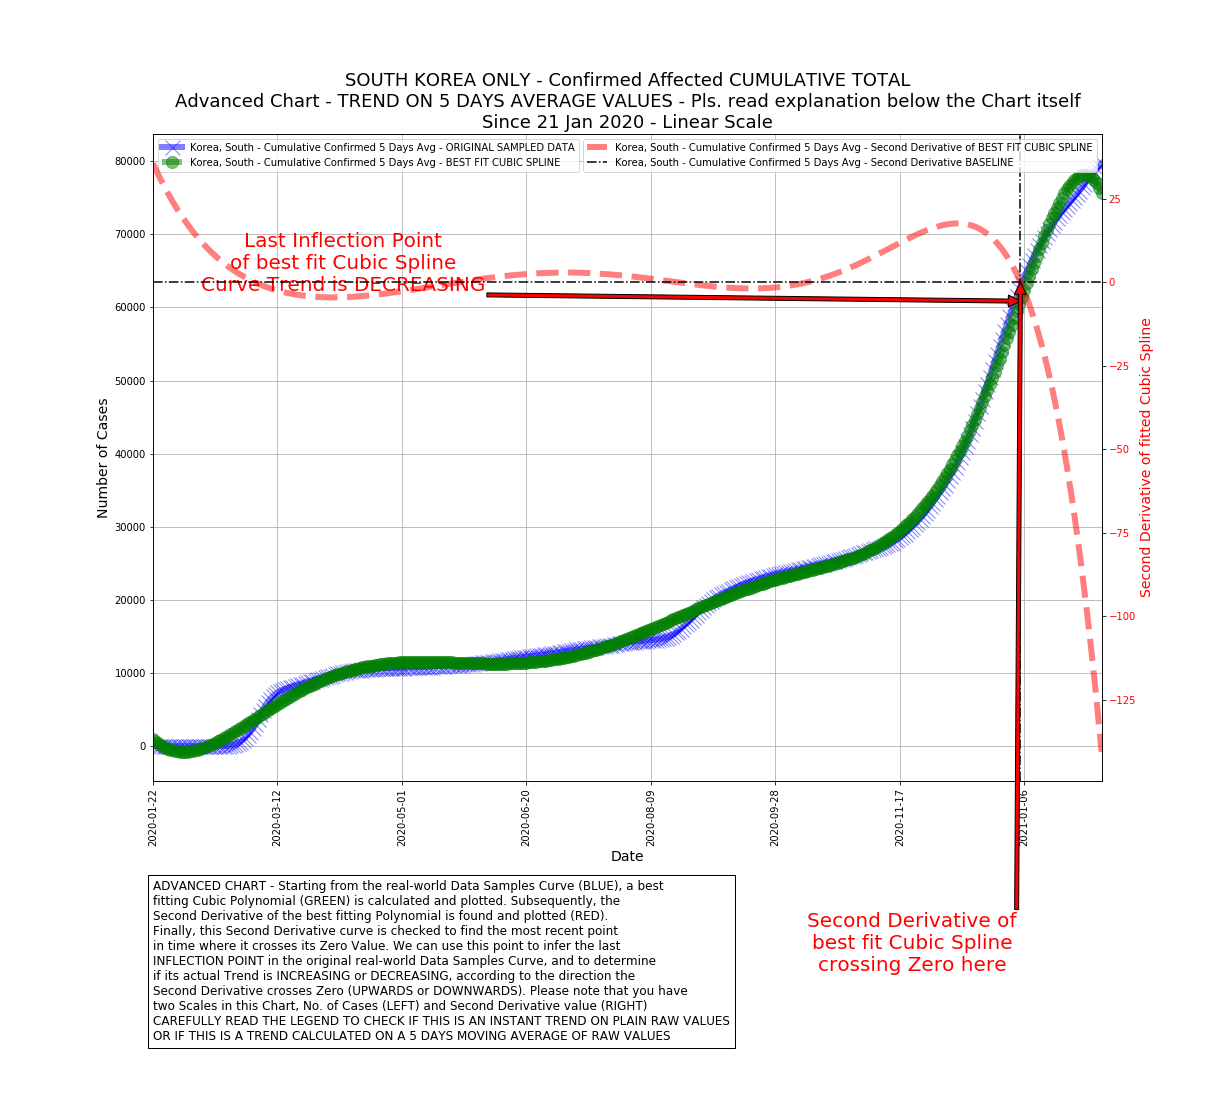 SOUTH KOREA ONLY - Confirmed Affected CUMULATIVE TOTAL
Advanced Chart - TREND ON 5 DAYS AVERAGE VALUES - Pls. read explanation below the Chart itself
Since 21 Jan 2020 - Linear Scale
Korea, South - Cumulative Confirmed 5 Days Avg - ORIGINAL SAMPLED DATA
Korea, South - Cumulative Confirmed 5 Days Avg - BEST FIT CUBIC SPLINE
Korea, South - Cumulative Confirmed 5 Days Avg - Second Derivative of BEST FIT CUBIC SPLINE
Korea, South - Cumulative Confirmed 5 Days Avg - Second Derivative BASELINE
80000
70000
60000
50000
40000
30000
20000
10000
0
Number of Cases
Last Inflection Point
of best fit Cubic Spline
Curve Trend is DECREASING
25
0
−25
−50
−75
−100
−125
Second Derivative of fitted Cubic Spline
2020-01-22
2020-03-12
2020-05-01
2020-06-20
2020-08-09
2020-09-28
2020-11-17
2021-01-06
Date
Second Derivative of
best fit Cubic Spline
crossing Zero here
ADVANCED CHART - Starting from the real-world Data Samples Curve (BLUE), a best
fitting Cubic Polynomial (GREEN) is calculated and plotted. Subsequently, the
Second Derivative of the best fitting Polynomial is found and plotted (RED).
Finally, this Second Derivative curve is checked to find the most recent point
in time where it crosses its Zero Value. We can use this point to infer the last
INFLECTION POINT in the original real-world Data Samples Curve, and to determine
if its actual Trend is INCREASING or DECREASING, according to the direction the
Second Derivative crosses Zero (UPWARDS or DOWNWARDS). Please note that you have
two Scales in this Chart, No. of Cases (LEFT) and Second Derivative value (RIGHT)
CAREFULLY READ THE LEGEND TO CHECK IF THIS IS AN INSTANT TREND ON PLAIN RAW VALUES
OR IF THIS IS A TREND CALCULATED ON A 5 DAYS MOVING AVERAGE OF RAW VALUES